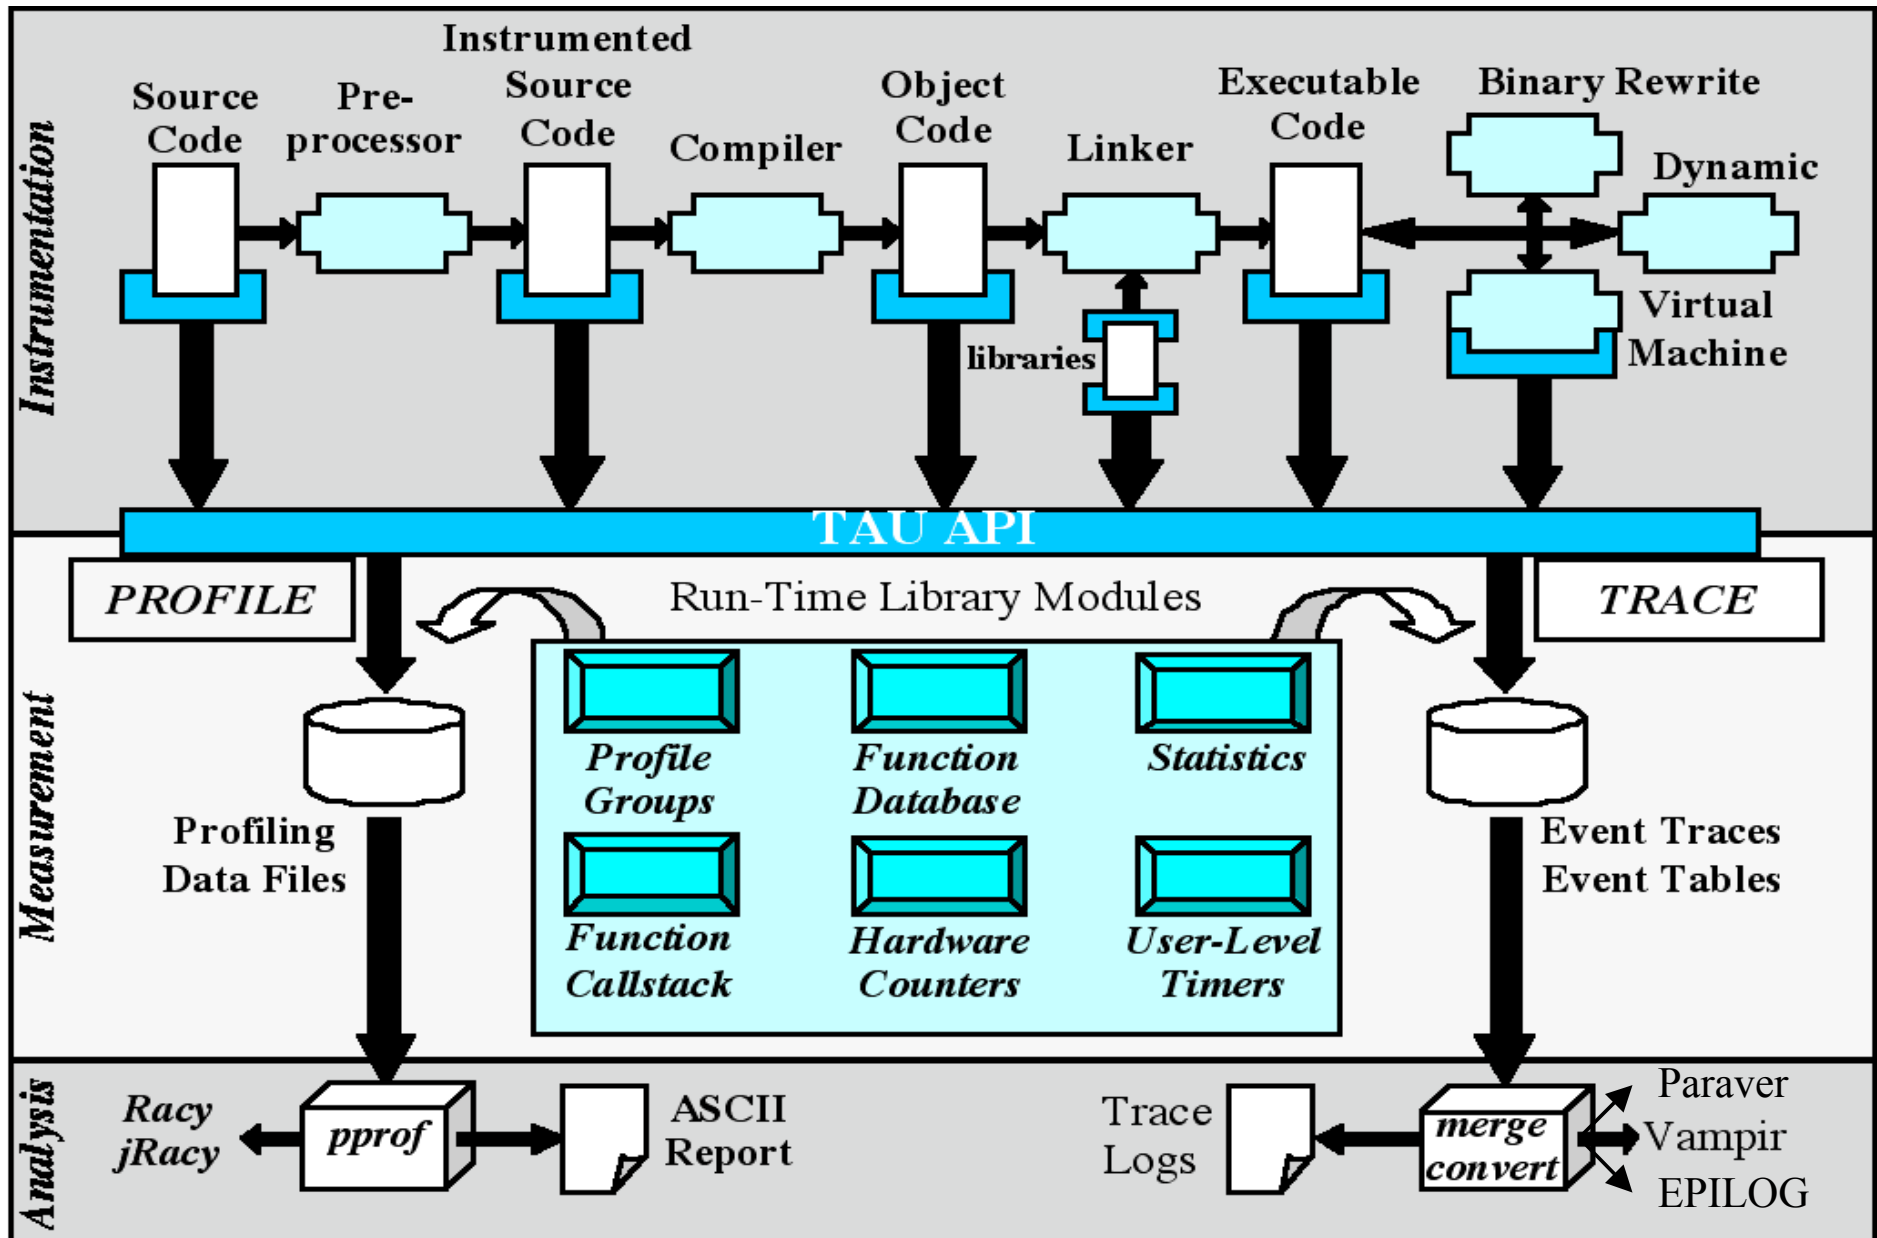 Instrumentation
Source
Code
Pre-
processor
Instrumented
Source
Code
Compiler
Object
Code
Linker
libraries
Executable
Code
Binary Rewrite
Dynamic
Virtual
Machine
TAU API
Measurement
PROFILE
Run-Time Library Modules
TRACE
Profile
Groups
Function
Database
Statistics
Function
Callstack
Hardware
Counters
User-Level
Timers
Profiling
Data Files
Event Traces
Event Tables
Analysis
Racy
jRacy
pprof
ASCII
Report
Trace
Logs
merge
convert
Paraver
Vampir
EPILOG